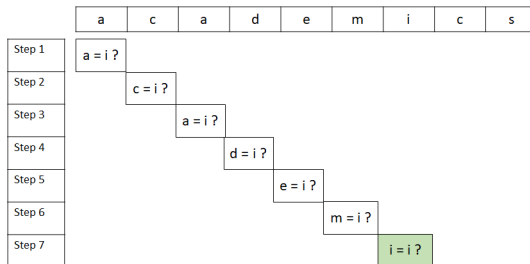 a c a d e m i c s
Step 1 a = i ?
Step 2 c = i ?
Step 3 a = i ?
Step 4 d = i ?
Step 5 e = i ?
Step 6 m = i ?
Step 7 i = i ?